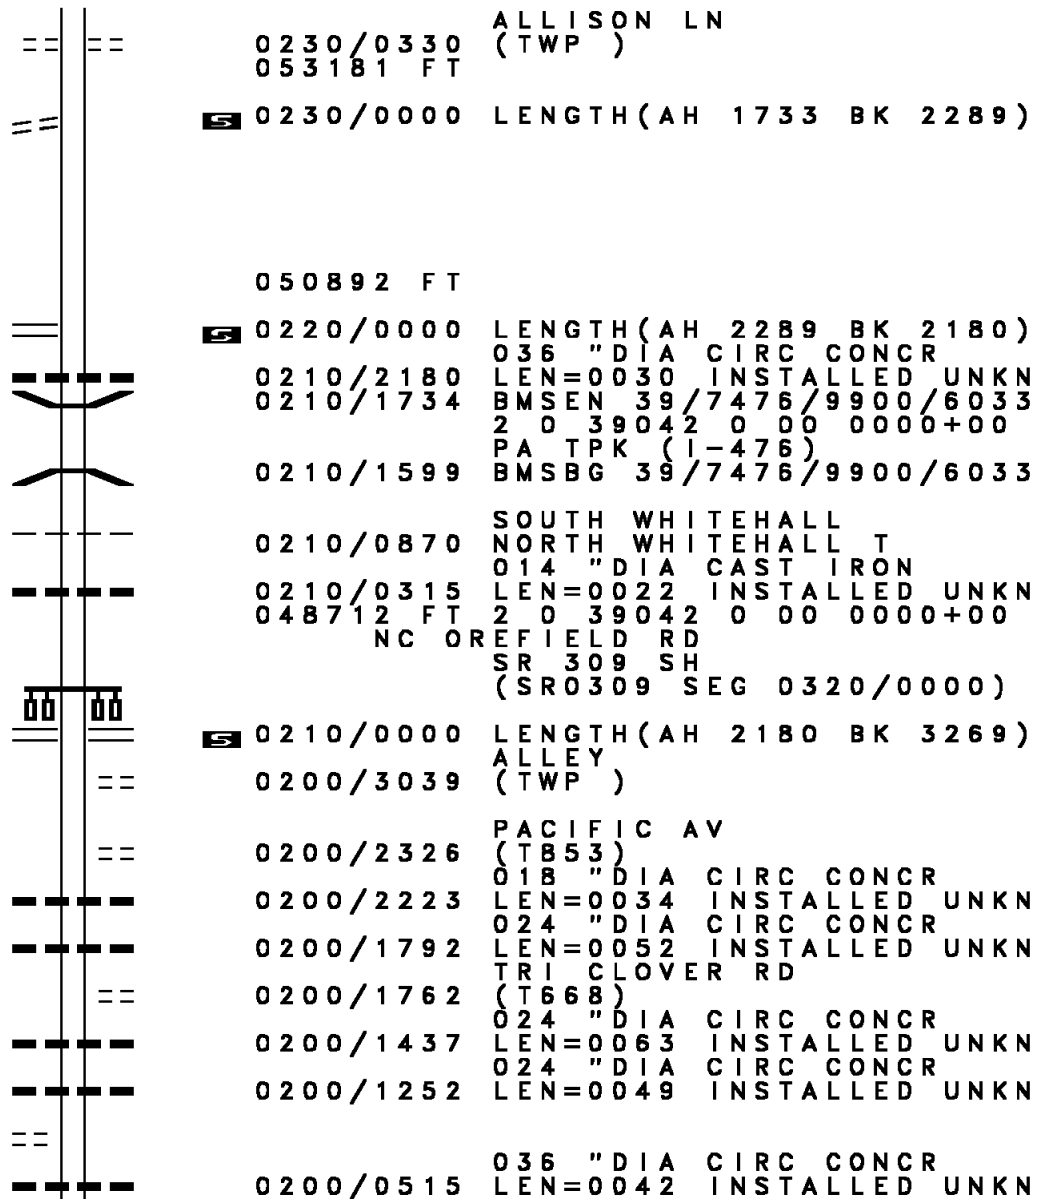 ALLISON LN
0230/0330 (TWP )
053181 FT
S 0230/0000 LENGTH(AH 1733 BK 2289)
050892 FT
S 0220/0000 LENGTH(AH 2289 BK 2180)
036 "DIA CIRC CONCR
0210/2180 LEN=0030 INSTALLED UNKN
0210/1734 BMSEN 39/7476/9900/6033
2 0 39042 0 00 0000+00
PA TPK (I-476)
0210/1599 BMSBG 39/7476/9900/6033
SOUTH WHITEHALL
0210/0870 NORTH WHITEHALL T
014 "DIA CAST IRON
0210/0315 LEN=0022 INSTALLED UNKN
048712 FT 2 0 39042 0 00 0000+00
NC OREFIELD RD
SR 309 SH
(SR0309 SEG 0320/0000)
S 0210/0000 LENGTH(AH 2180 BK 3269)
ALLEY
0200/3039 (TWP )
PACIFIC AV
0200/2326 (T853)
018 "DIA CIRC CONCR
0200/2223 LEN=0034 INSTALLED UNKN
024 "DIA CIRC CONCR
0200/1792 LEN=0052 INSTALLED UNKN
TRI CLOVER RD
0200/1762 (T668)
024 "DIA CIRC CONCR
0200/1437 LEN=0063 INSTALLED UNKN
024 "DIA CIRC CONCR
0200/1252 LEN=0049 INSTALLED UNKN
036 "DIA CIRC CONCR
0200/0515 LEN=0042 INSTALLED UNKN